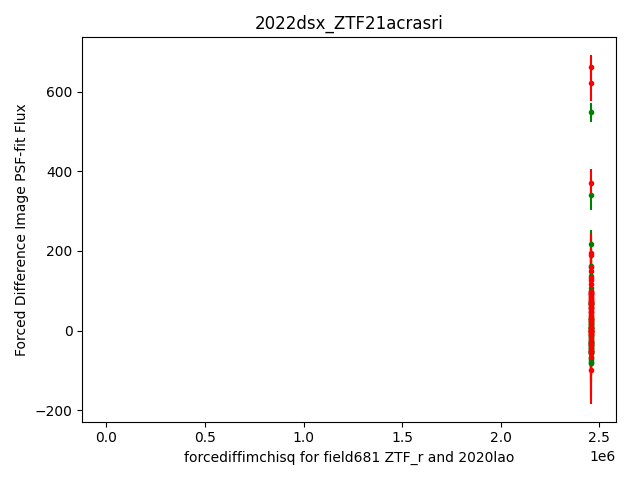 2022dsx_ZTF21acrasri
Forced Difference Image PSF-fit Flux
600
400
200
0
−200
0.0 0.5 1.0 1.5 2.0 2.5
1e6
forcediffimchisq for field681 ZTF_r and 2020lao